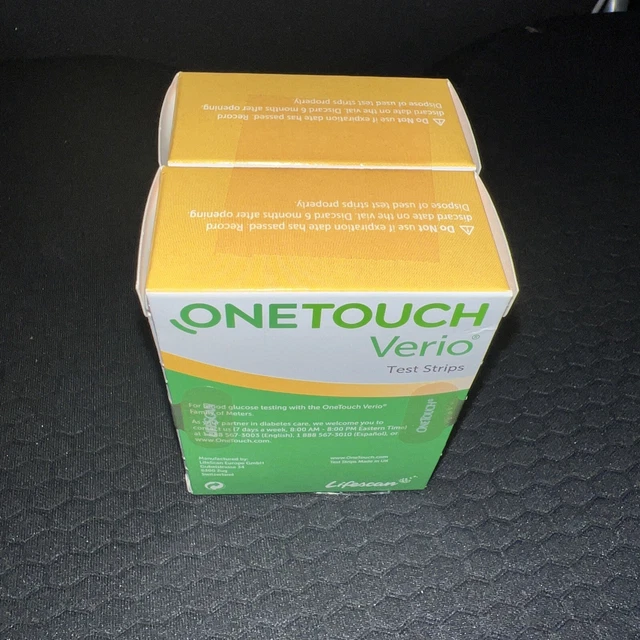 ⚠ Do Not use if expiration date has passed. Record
discard date on the vial. Discard 6 months after opening.
Dispose of used test strips properly.
⚠ Do Not use if expiration date has passed. Record
discard date on the vial. Discard 6 months after opening.
Dispose of used test strips properly.
ONETOUCH
Verio®
Test Strips
For blood glucose testing with the OneTouch Verio®
Family of Meters
As your partner in diabetes care, we welcome you to
contact us (7 days a week, 8:00 AM - 8:00 PM Eastern Time)
at 1 888 567-3003 (English), 1 888 567-3010 (Español), or
www.OneTouch.com.
Manufactured by:
LifeScan Europe GmbH
6300 Zug
Switzerland
www.OneTouch.com
Test Strips Made in UK
Lifescan